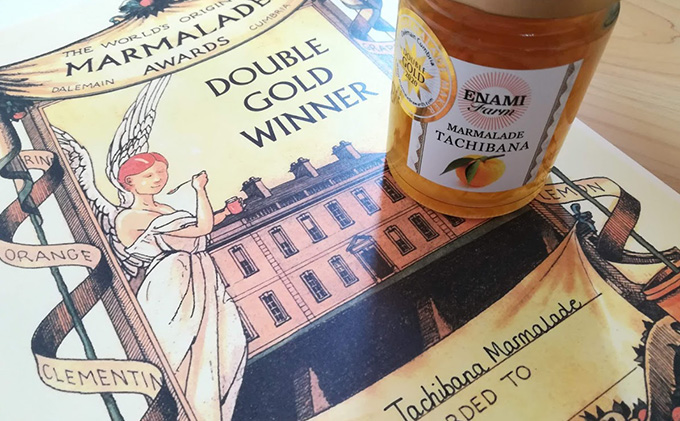 THE WORLD'S ORIGINAL
MARMALADE
AWARDS
DALEMAIN
CUMBRIA
DOUBLE
GOLD
WINNER
ORANGE
CLEMENTIN
LEMON
Tachibana Marmalade
RDED TO
DOUBLE
GOLD
ENAMI
Farm
MARMALADE
TACHIBANA